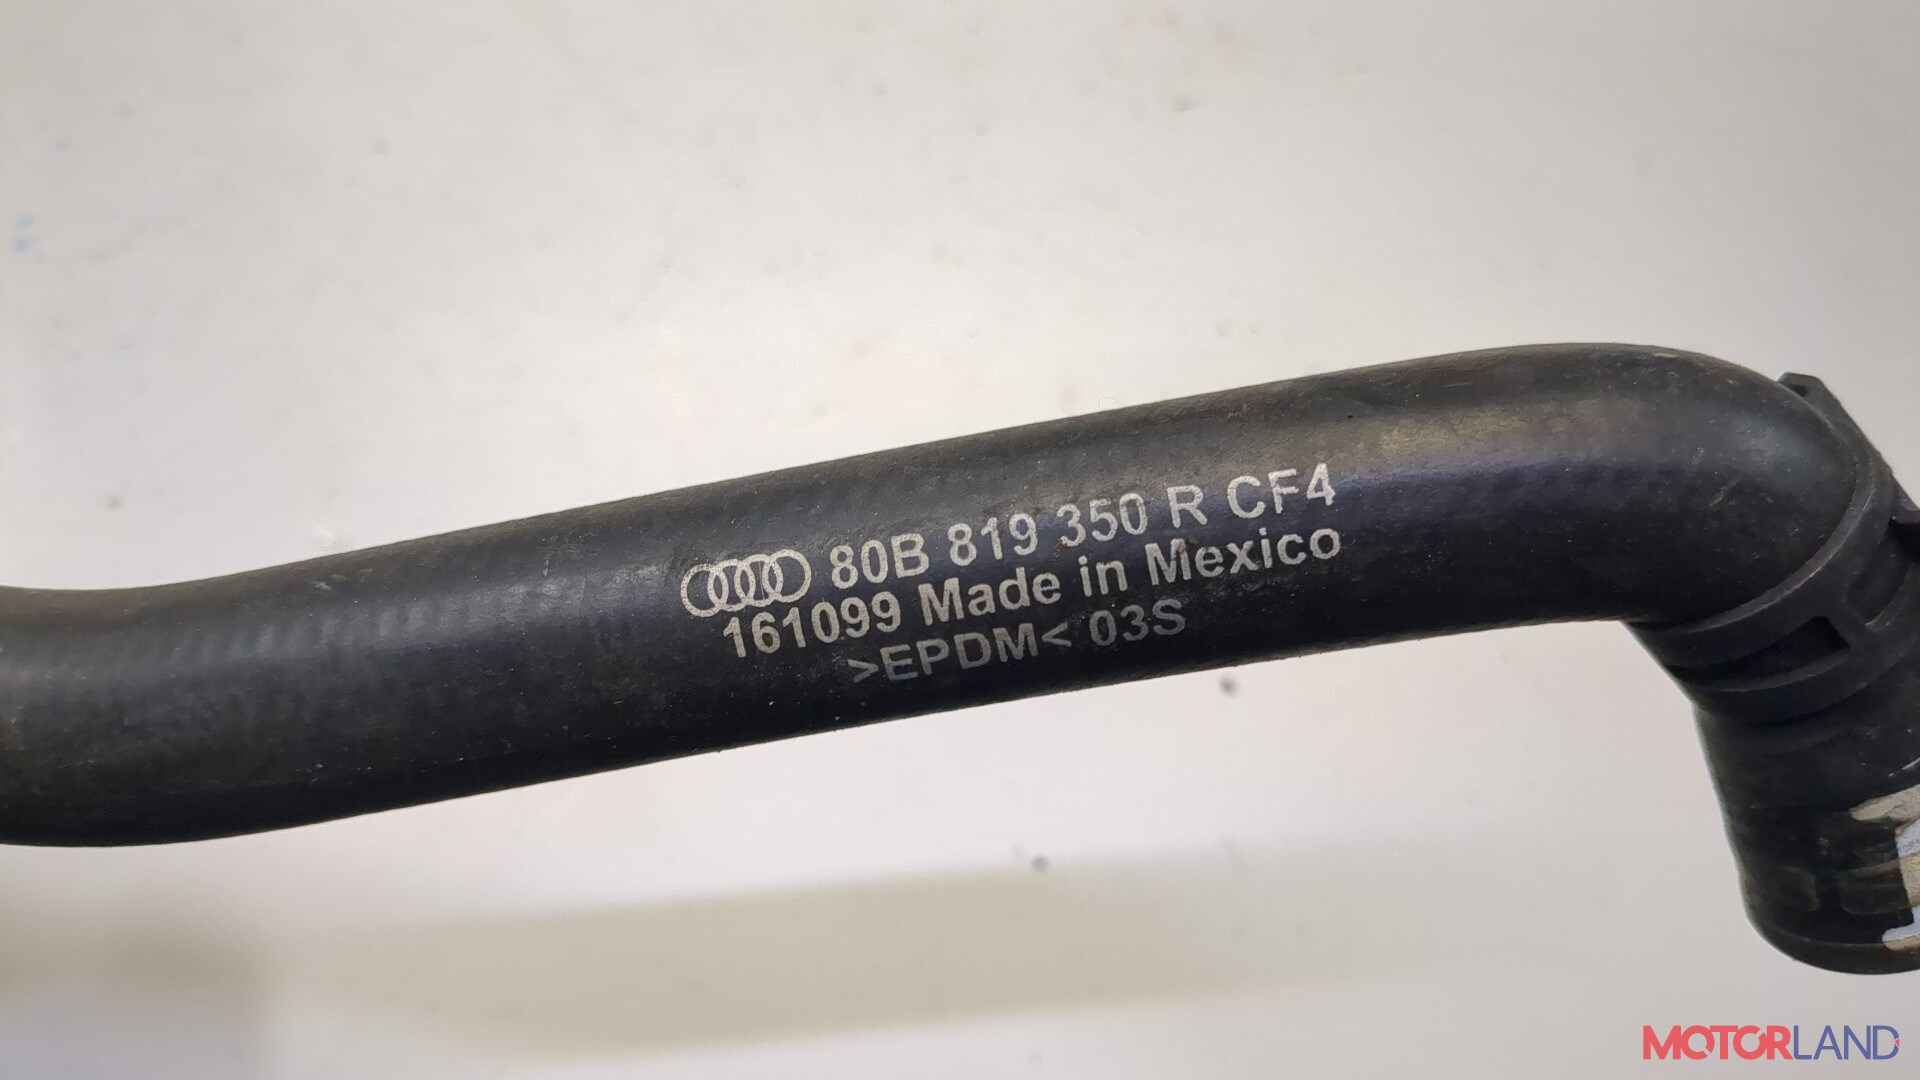 80B 819 350 R CF4
161099 Made in Mexico
>EPDM< 03S
MOTORLAND